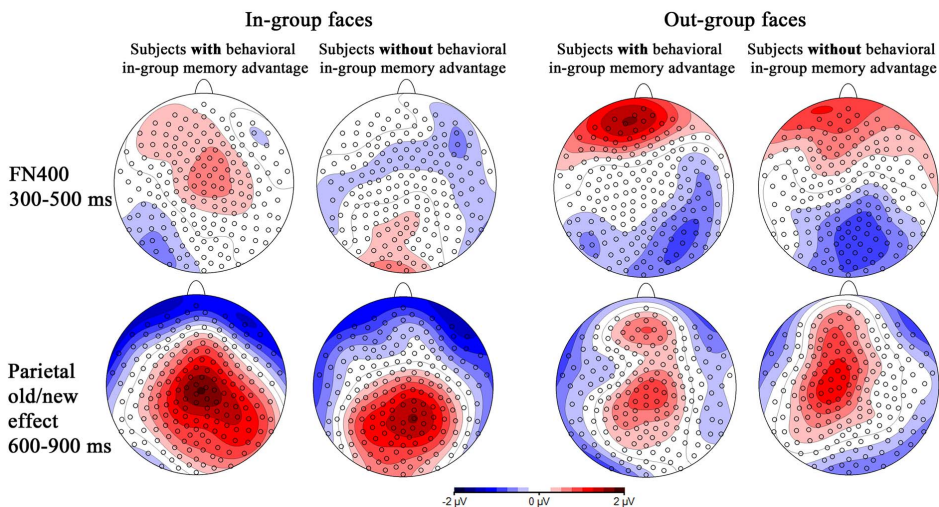 In-group faces
Out-group faces
Subjects with behavioral
in-group memory advantage
Subjects without behavioral
in-group memory advantage
Subjects with behavioral
in-group memory advantage
Subjects without behavioral
in-group memory advantage
FN400
300-500 ms
Parietal
old/new
effect
600-900 ms
-2 µV
0 µV
2 µV